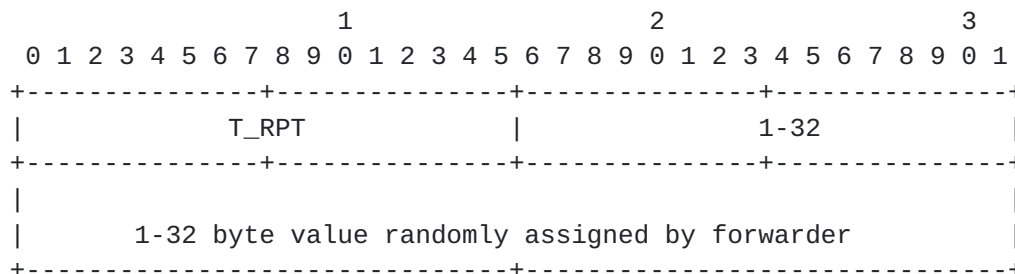 1                   2                   3
 0 1 2 3 4 5 6 7 8 9 0 1 2 3 4 5 6 7 8 9 0 1 2 3 4 5 6 7 8 9 0 1
+---------------+---------------+---------------+---------------+
|             T_RPT             |               1-32            |
+---------------+---------------+---------------+---------------+
|                                                               |
|       1-32 byte value randomly assigned by forwarder          |
+-------------------------------+-------------------------------+